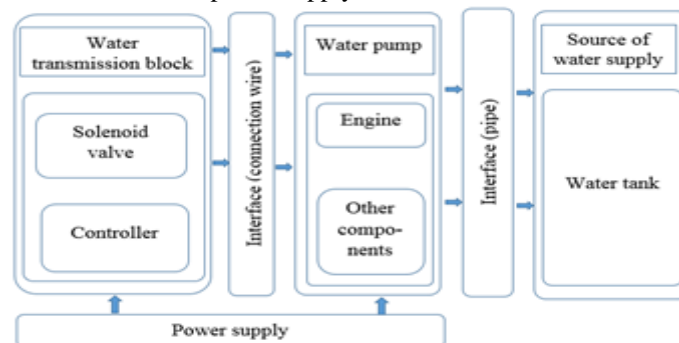 Water
transmission block
Solenoid
valve
Controller
Interface (connection wire)
Water pump
Engine
Other
compo-
nents
Interface (pipe)
Source of
water supply
Water tank
Power supply